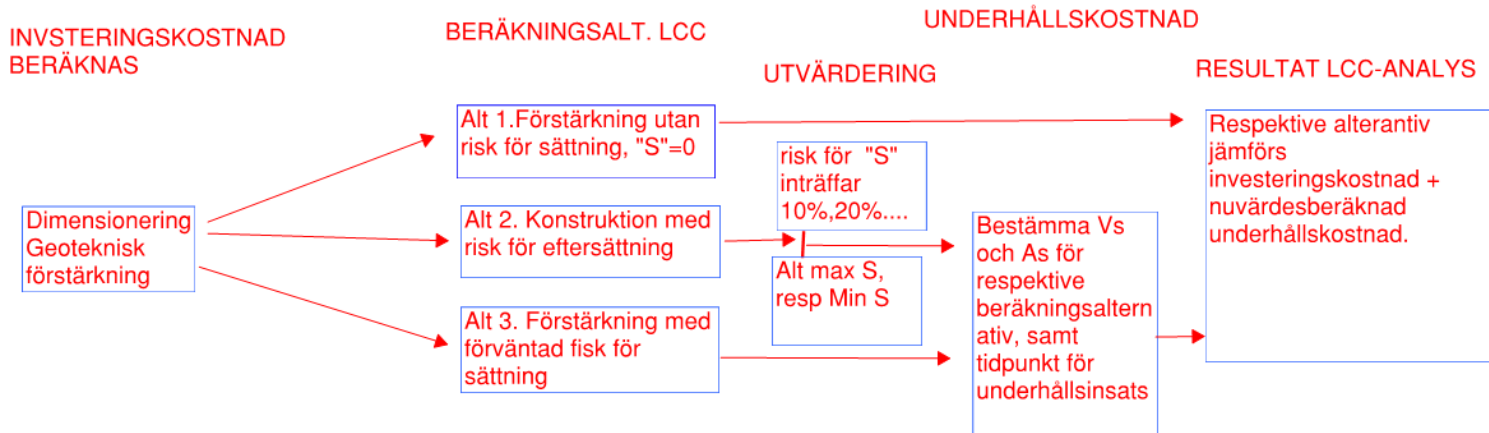 INVSTERINGSKOSTNAD
BERÄKNAS
BERÄKNINGSALT. LCC
UNDERHÅLLSKOSTNAD
UTVÄRDERING
RESULTAT LCC-ANALYS
Dimensionering
Geoteknisk
förstärkning
Alt 1.Förstärkning utan
risk för sättning, "S"=0
Alt 2. Konstruktion med
risk för eftersättning
Alt 3. Förstärkning med
förväntad fisk för
sättning
risk för "S"
inträffar
10%,20%....
Alt max S,
resp Min S
Bestämma Vs
och As för
respektive
beräkningsaltern
ativ, samt
tidpunkt för
underhållsinsats
Respektive alterantiv
jämförs
investeringskostnad +
nuvärdesberäknad
underhållskostnad.